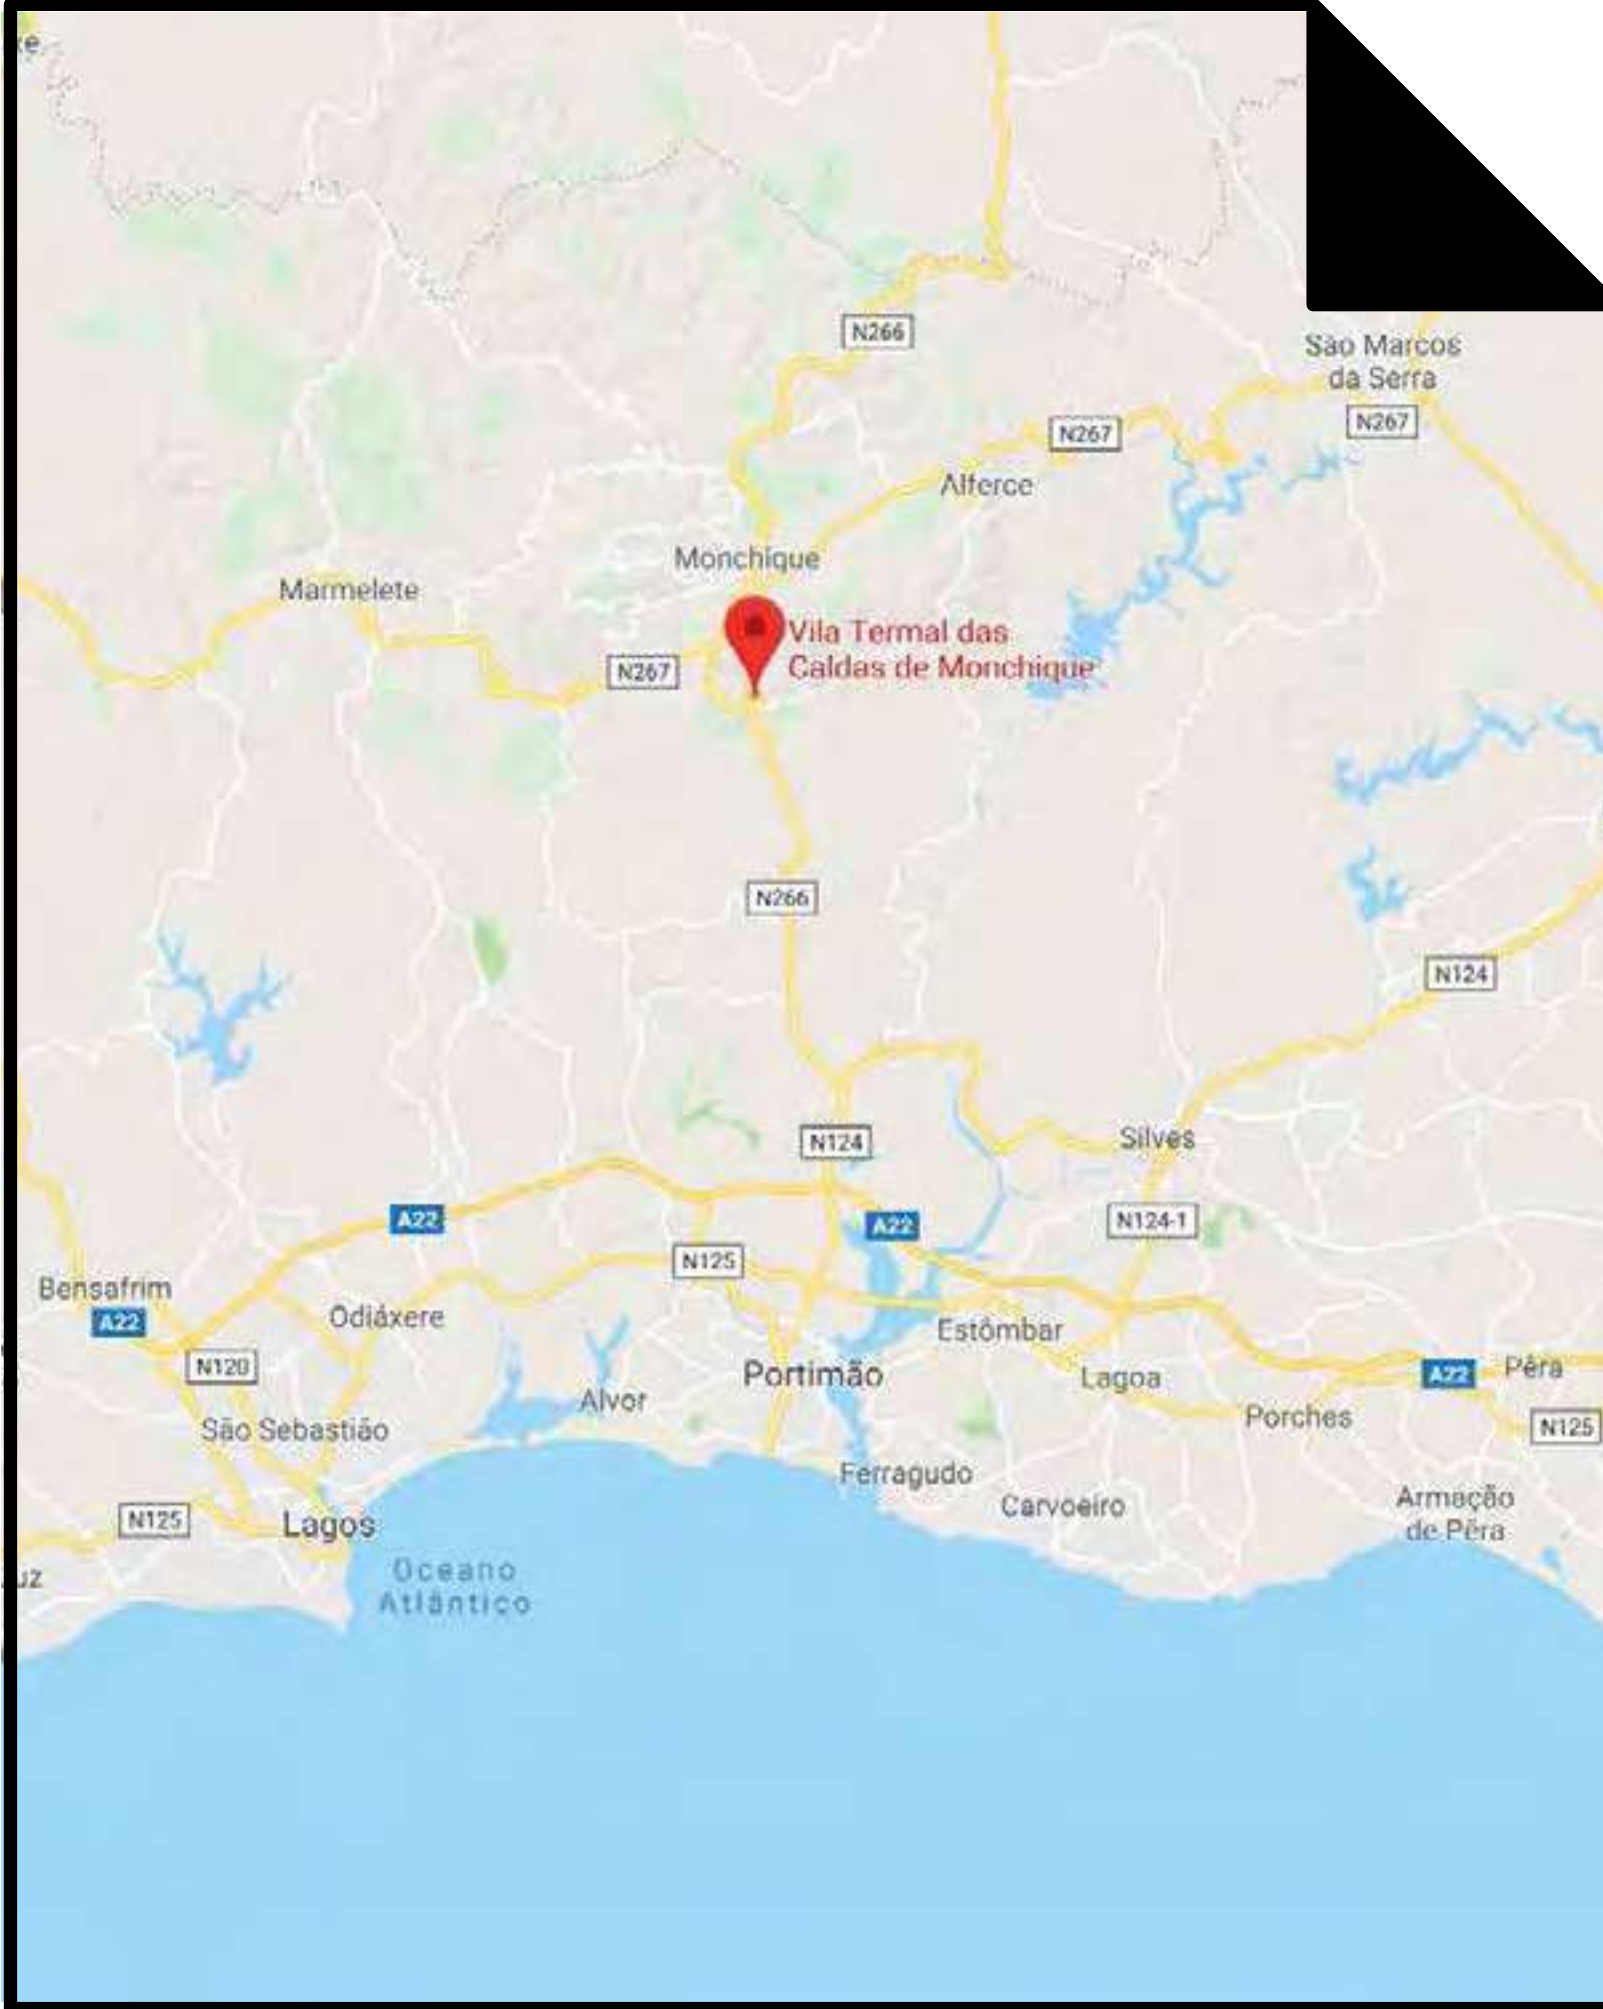 N266
São Marcos
da Serra
N267
N267
Alferce
Monchique
Marmelete
Vila Termal das
Caldas de Monchique
N267
N266
N124
N124
Silves
A22
A22
N124-1
N125
Bensafrim
A22
Odiáxere
Estômbar
N120
Portimão
Lagoa
A22
Pêra
Alvor
São Sebastião
Porches
N125
Ferragudo
Carvoeiro
Armação
de Pêra
N125
Lagos
Oceano
Atlântico
uz